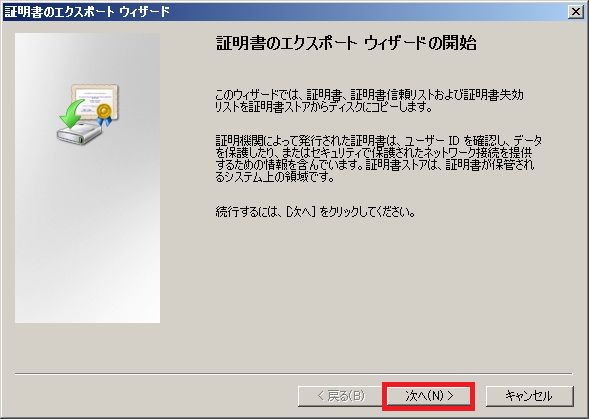 証明書のエクスポート ウィザード
証明書のエクスポート ウィザードの開始
このウィザードでは、証明書、証明書信頼リストおよび証明書失効
リストを証明書ストアからディスクにコピーします。
証明機関によって発行された証明書は、ユーザー ID を確認し、データ
を保護したり、またはセキュリティで保護されたネットワーク接続を提供
するための情報を含んでいます。証明書ストアは、証明書が保管され
るシステム上の領域です。
続行するには、[次へ] をクリックしてください。
< 戻る(B)
次へ(N) >
キャンセル